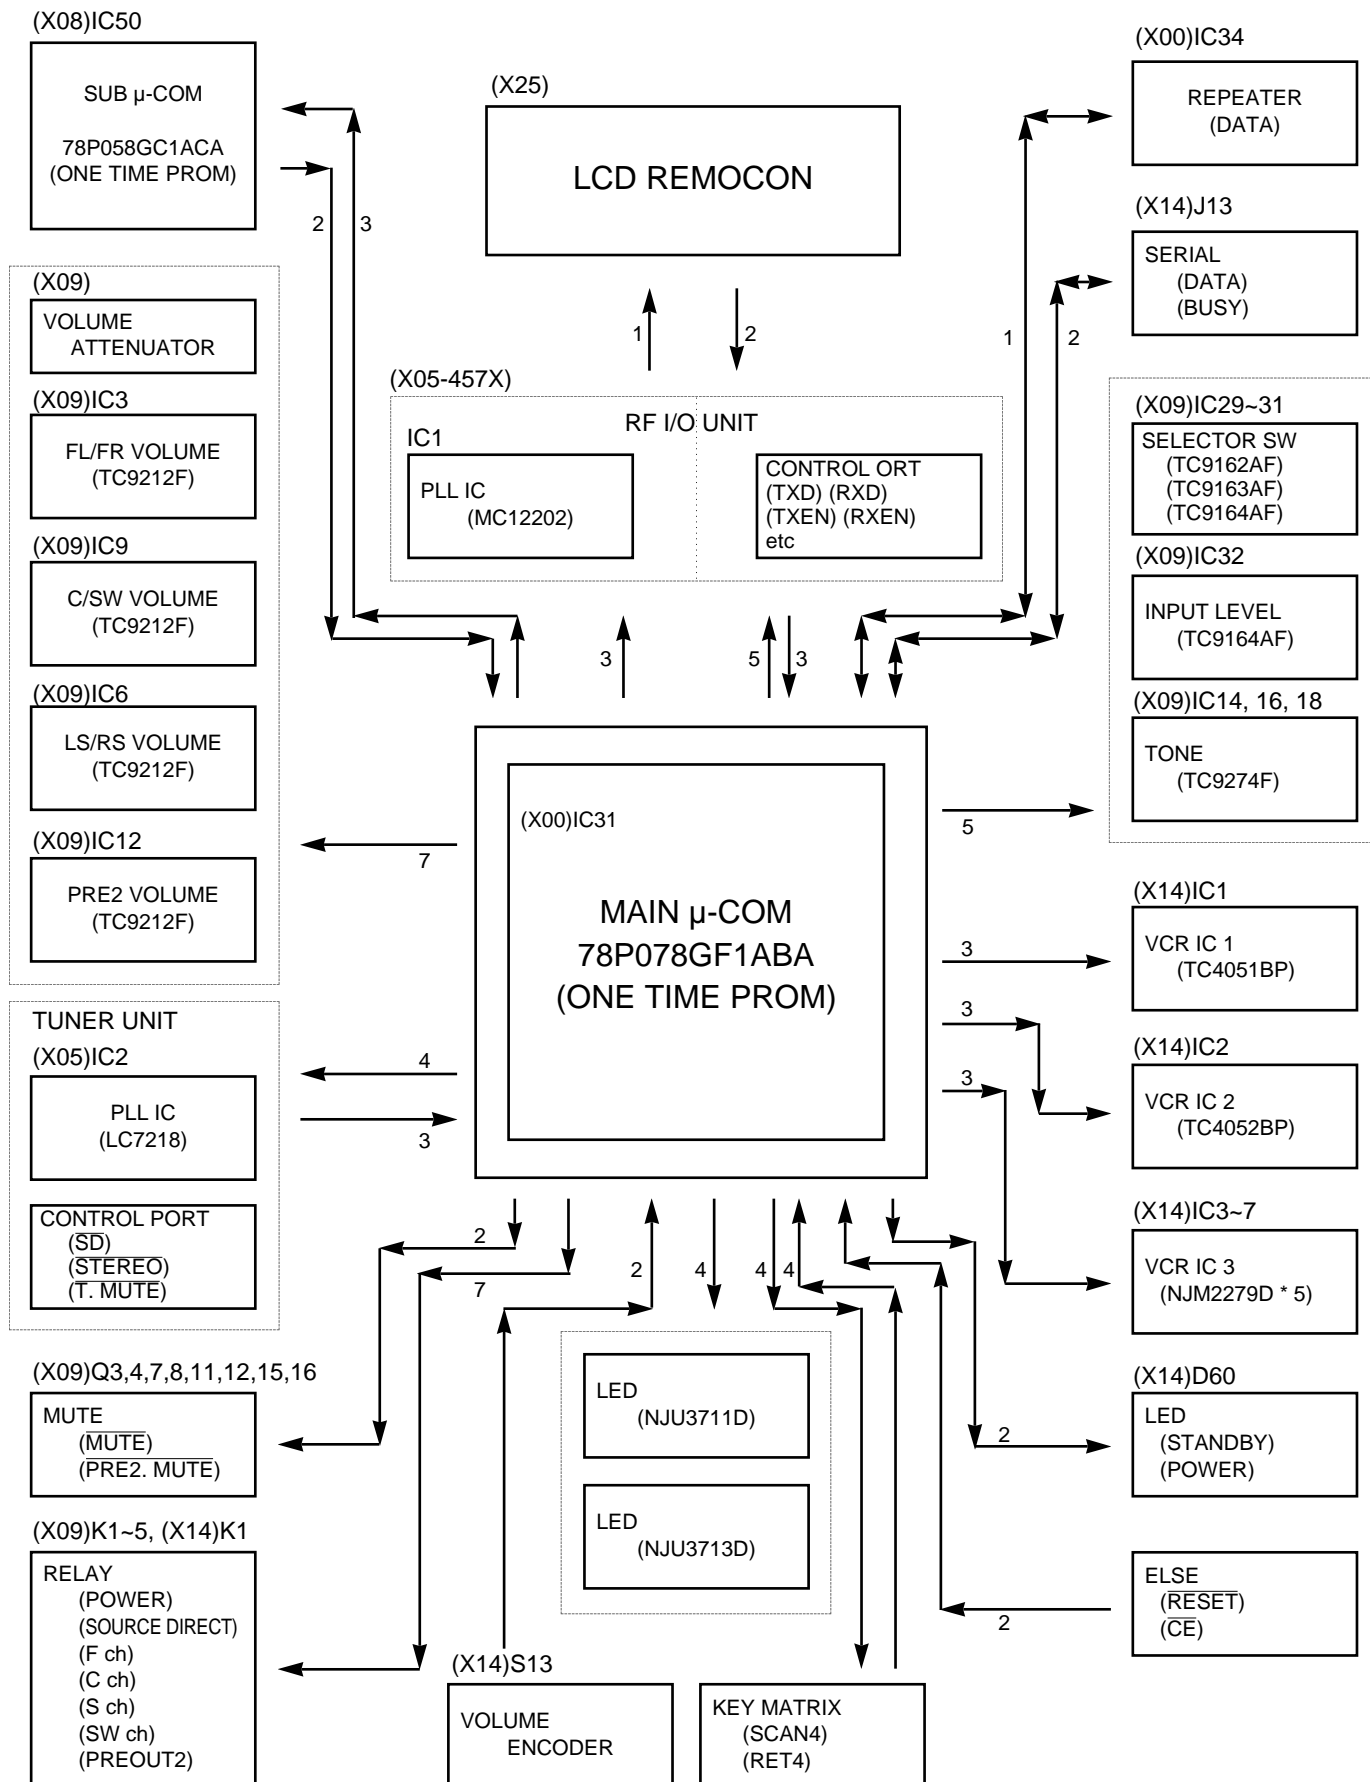 (X08)IC50
SUB µ-COM
78P058GC1ACA
(ONE TIME PROM)
2
3
(X25)
LCD REMOCON
1
2
(X00)IC34
REPEATER
(DATA)
(X14)J13
SERIAL
(DATA)
(BUSY)
1
2
(X09)
VOLUME
ATTENUATOR
(X09)IC3
FL/FR VOLUME
(TC9212F)
(X09)IC9
C/SW VOLUME
(TC9212F)
(X09)IC6
LS/RS VOLUME
(TC9212F)
(X09)IC12
PRE2 VOLUME
(TC9212F)
7
(X05-457X)
RF I/O UNIT
IC1
PLL IC
(MC12202)
CONTROL ORT
(TXD) (RXD)
(TXEN) (RXEN)
etc
3
5
3
(X09)IC29~31
SELECTOR SW
(TC9162AF)
(TC9163AF)
(TC9164AF)
(X09)IC32
INPUT LEVEL
(TC9164AF)
(X09)IC14, 16, 18
TONE
(TC9274F)
5
(X00)IC31
MAIN µ-COM
78P078GF1ABA
(ONE TIME PROM)
(X14)IC1
VCR IC 1
(TC4051BP)
3
(X14)IC2
VCR IC 2
(TC4052BP)
3
(X14)IC3~7
VCR IC 3
(NJM2279D * 5)
3
TUNER UNIT
(X05)IC2
PLL IC
(LC7218)
4
3
CONTROL PORT
(SD)
(STEREO)
(T. MUTE)
2
7
2
4
4
4
(X09)Q3,4,7,8,11,12,15,16
MUTE
(MUTE)
(PRE2. MUTE)
LED
(NJU3711D)
LED
(NJU3713D)
(X14)D60
LED
(STANDBY)
(POWER)
2
(X09)K1~5, (X14)K1
RELAY
(POWER)
(SOURCE DIRECT)
(F ch)
(C ch)
(S ch)
(SW ch)
(PREOUT2)
(X14)S13
VOLUME
ENCODER
KEY MATRIX
(SCAN4)
(RET4)
ELSE
(RESET)
(CE)
2